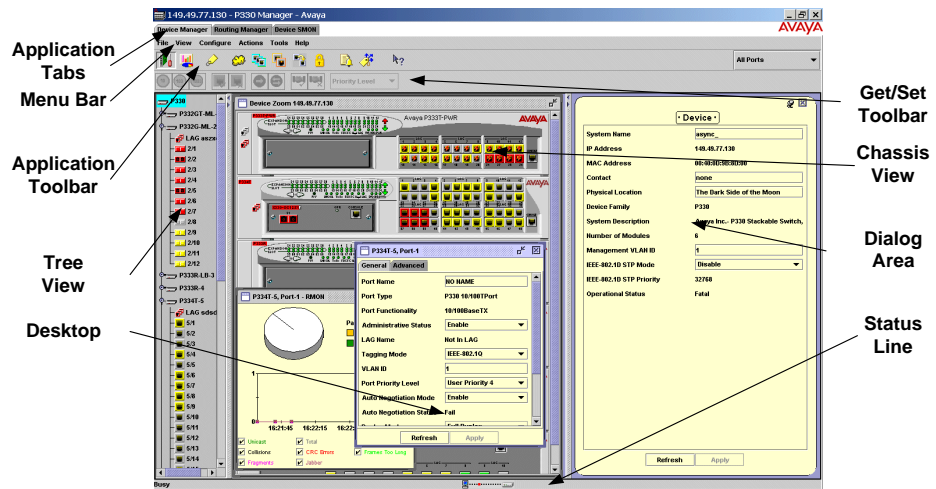 149.49.77.130 - P330 Manager - Avaya
Device Manager Routing Manager Device SMON
AVAYA
File View Configure Actions Tools Help
All Ports
Priority Level
Application
Tabs
Menu Bar
Application
Toolbar
Tree
View
Desktop
Get/Set
Toolbar
Chassis
View
Dialog
Area
Status
Line
P330
P332GT-ML-
P332G-ML-2
LAG
2/1
2/2
2/3
2/4
2/5
2/6
2/7
2/8
2/9
2/10
2/11
2/12
P333R-LB-3
P333R-4
P334T-5
LAG sdsd
5/1
5/2
5/3
5/4
5/5
5/6
5/7
5/8
5/9
5/10
5/11
5/12
5/13
5/14
Device Zoom 149.49.77.130
Avaya P333T-PWR
AVAYA
P334T-5, Port-1 - RMON
Pa
1
0
16:21:45 16:22:15 16:22:
Unicast Total
Collisions CRC Errors
Fragments Jabber Frames Too Long
P334T-5, Port-1
General Advanced
Port Name NO NAME
Port Type P330 10/100TPort
Port Functionality 10/100BaseTX
Administrative Status Enable
LAG Name Not In LAG
Tagging Mode IEEE-802.1Q
VLAN ID 1
Port Priority Level User Priority 4
Auto Negotiation Mode Enable
Auto Negotiation Status Fail
Refresh Apply
Device
System Name async_
IP Address 149.49.77.130
MAC Address
Contact none
Physical Location The Dark Side of the Moon
Device Family P330
System Description Avaya Inc.- P330 Stackable Switch,
Number of Modules 6
Management VLAN ID 1
IEEE-802.1D STP Mode Disable
IEEE-802.1D STP Priority 32768
Operational Status Fatal
Refresh Apply
Busy